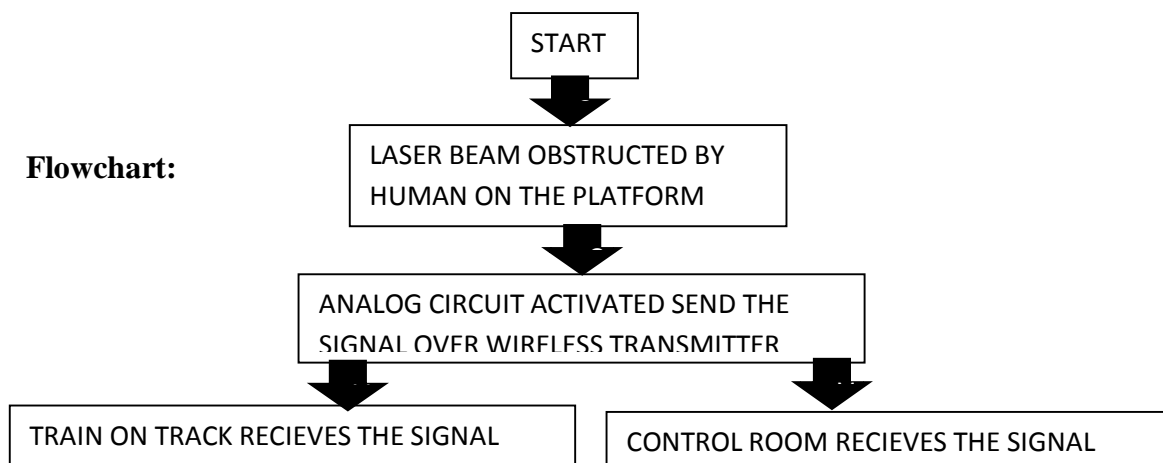 START
LASER BEAM OBSTRUCTED BY
HUMAN ON THE PLATFORM
Flowchart:
ANALOG CIRCUIT ACTIVATED SEND THE
SIGNAL OVER WIRELESS TRANSMITTER
TRAIN ON TRACK RECIEVES THE SIGNAL
CONTROL ROOM RECIEVES THE SIGNAL